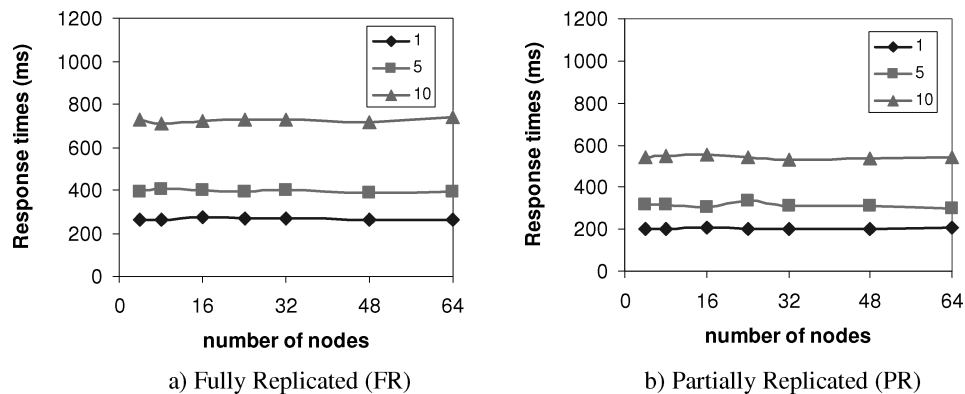 1200
1000
800
600
400
200
0
Response times (ms)
1
5
10
0 16 32 48 64
number of nodes
a) Fully Replicated (FR)
1200
1000
800
600
400
200
0
Response times (ms)
1
5
10
0 16 32 48 64
number of nodes
b) Partially Replicated (PR)